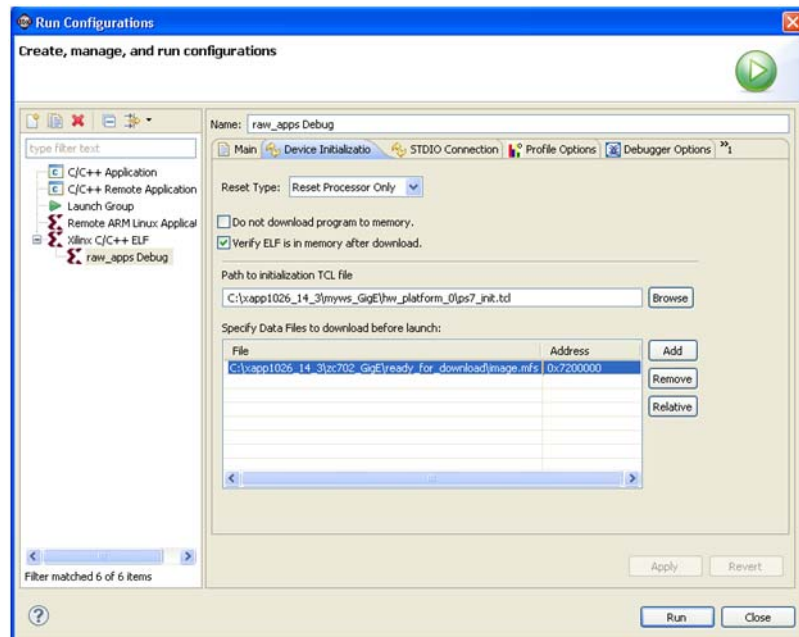 Run Configurations
Create, manage, and run configurations
type filter text
C/C++ Application
C/C++ Remote Application
Launch Group
Remote ARM Linux Applicat
Xilinx C/C++ ELF
raw_apps Debug
Filter matched 6 of 6 items
Name: raw_apps Debug
Main Device Initializatio STDIO Connection Profile Options Debugger Options »1
Reset Type: Reset Processor Only
Do not download program to memory.
Verify ELF is in memory after download.
Path to initialization TCL file
C:\xapp1026_14_3\myws_GigE\hw_platform_0\ps7_init.tcl Browse
Specify Data Files to download before launch:
File Address Add
C:\xapp1026_14_3\zc702_GigE\ready_for_download\image.mfs 0x7200000
Remove
Relative
Apply Revert
Run Close